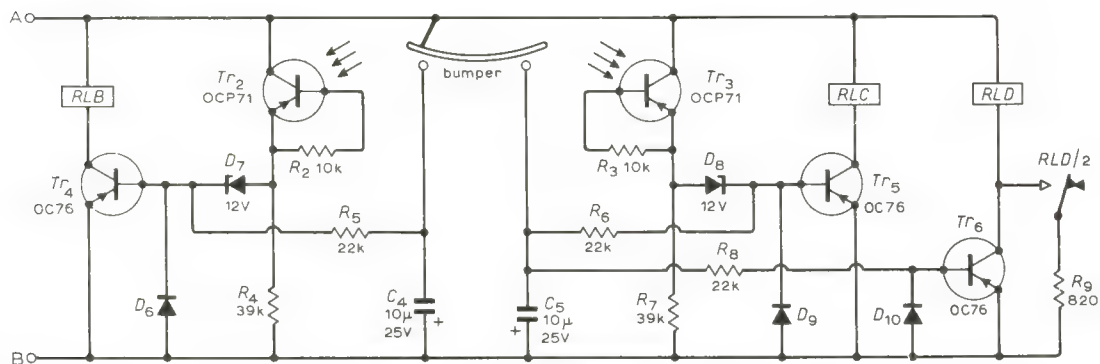 A
RLB
Tr2
OCP71
R2 10k
bumper
Tr3
OCP71
R3 10k
RLC
RLD
Tr4
OC76
D7
12V
R5
22k
D8
12V
R6
22k
Tr5
OC76
RLD/2
R8
22k
Tr6
OC76
D6
R4
39k
C4
10μ
25V
+
C5
10μ
25V
+
R7
39k
D9
D10
R9
820
B